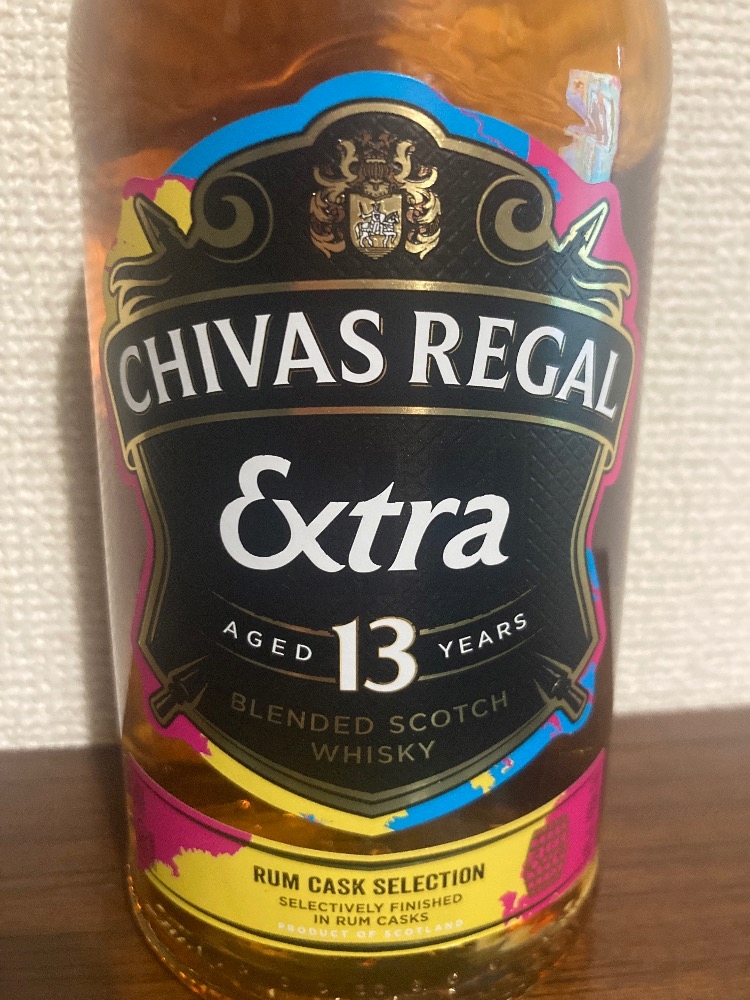 CHIVAS REGAL
Extra
AGED 13 YEARS
BLENDED SCOTCH
WHISKY
RUM CASK SELECTION
SELECTIVELY FINISHED
IN RUM CASKS
PRODUCT OF SCOTLAND